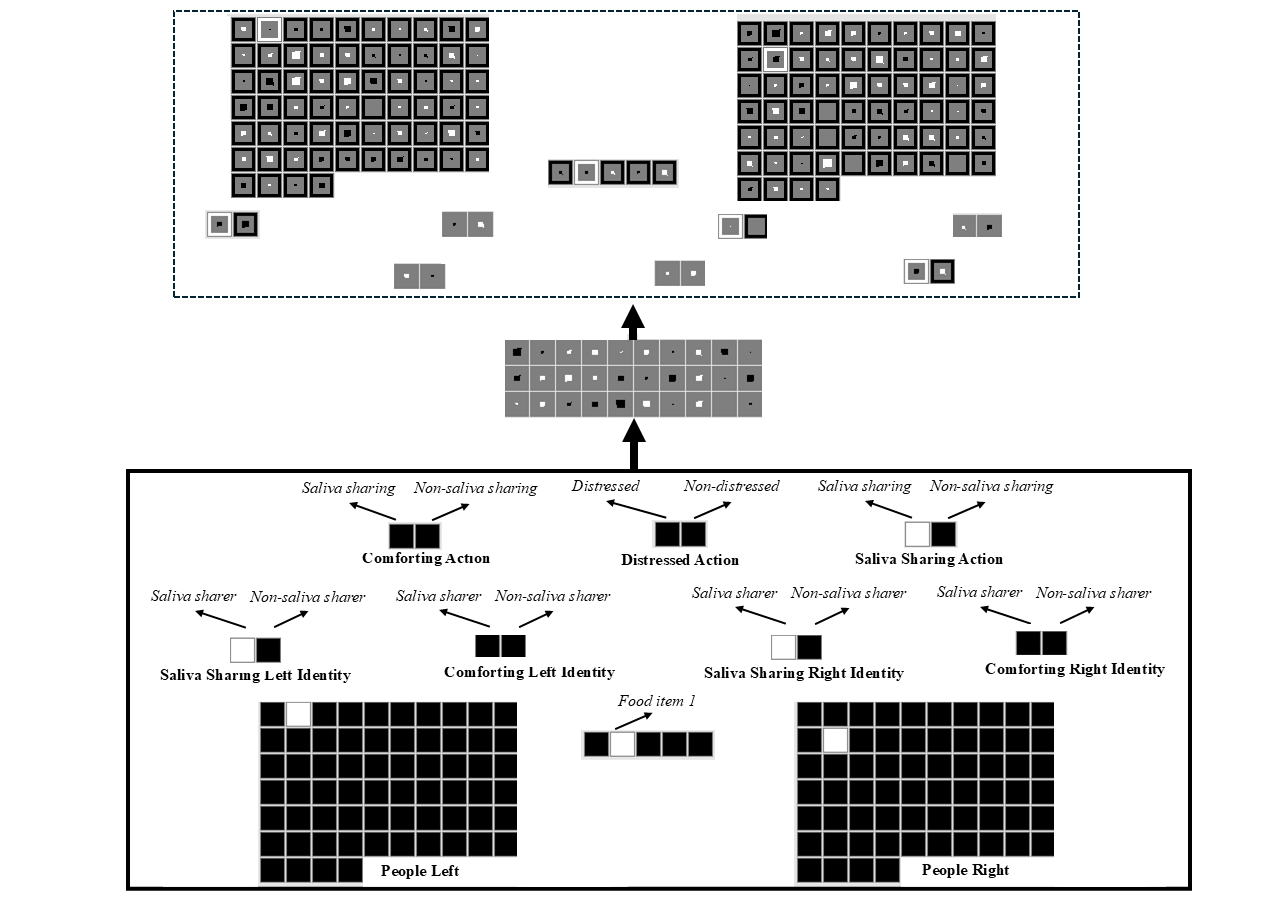 Saliva sharing Non-saliva sharing Distressed Non-distressed Saliva sharing Non-saliva sharing
Comforting Action Distressed Action Saliva Sharing Action
Saliva sharer Non-saliva sharer Saliva sharer Non-saliva sharer Saliva sharer Non-saliva sharer Saliva sharer Non-saliva sharer
Saliva Sharing Left Identity Comforting Left Identity Saliva Sharing Right Identity Comforting Right Identity
Food item 1
People Left People Right